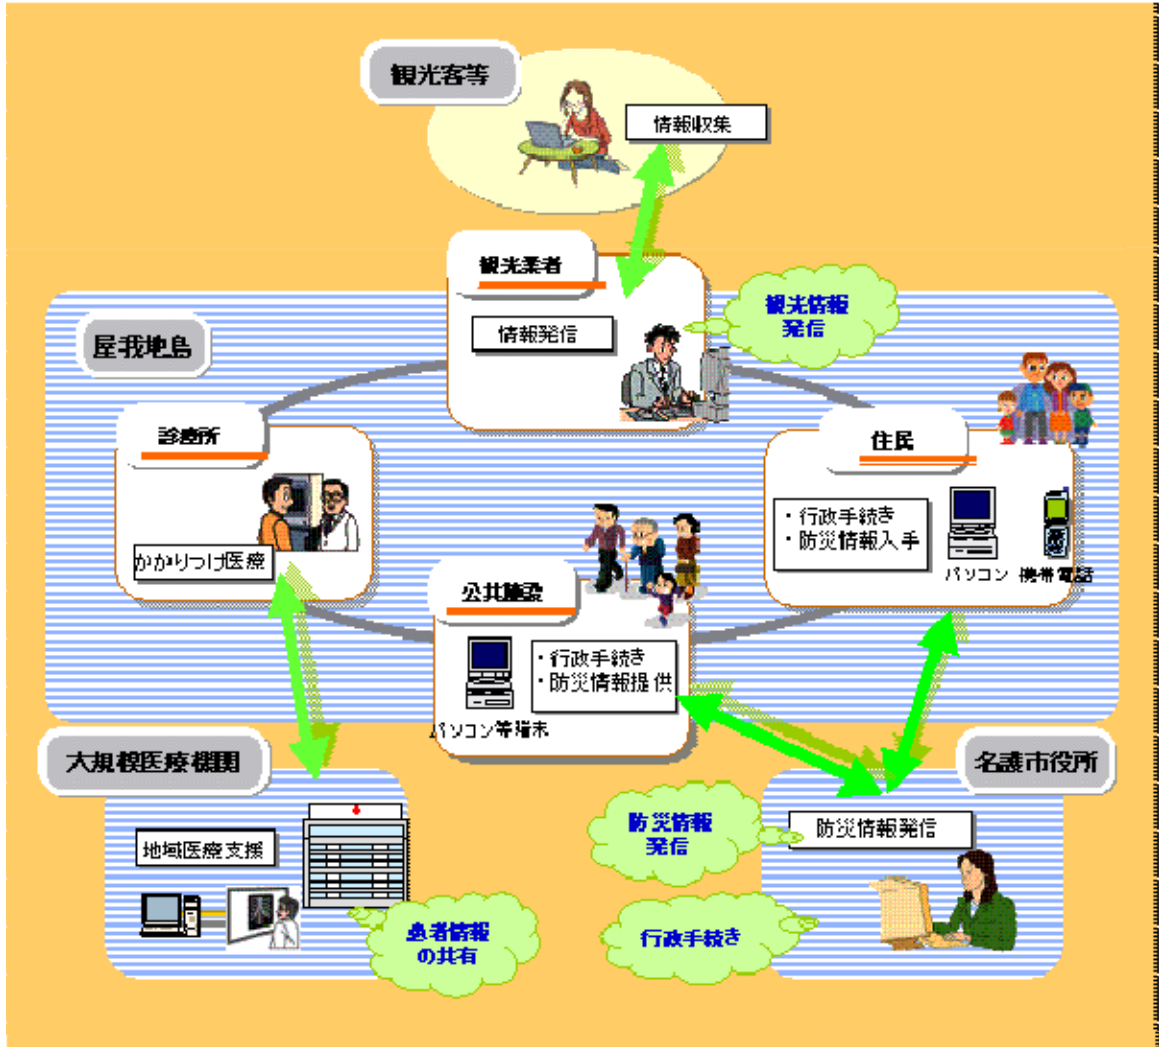 観光客等
情報収集
観光業者
情報発信
観光情報
発信
屋我地島
診療所
かかりつけ医療
住民
・行政手続き
・防災情報入手
パソコン
携帯電話
公共施設
・行政手続き
・防災情報提供
パソコン等端末
大規模医療機関
地域医療支援
患者情報
の共有
名護市役所
防災情報発信
防災情報
発信
行政手続き